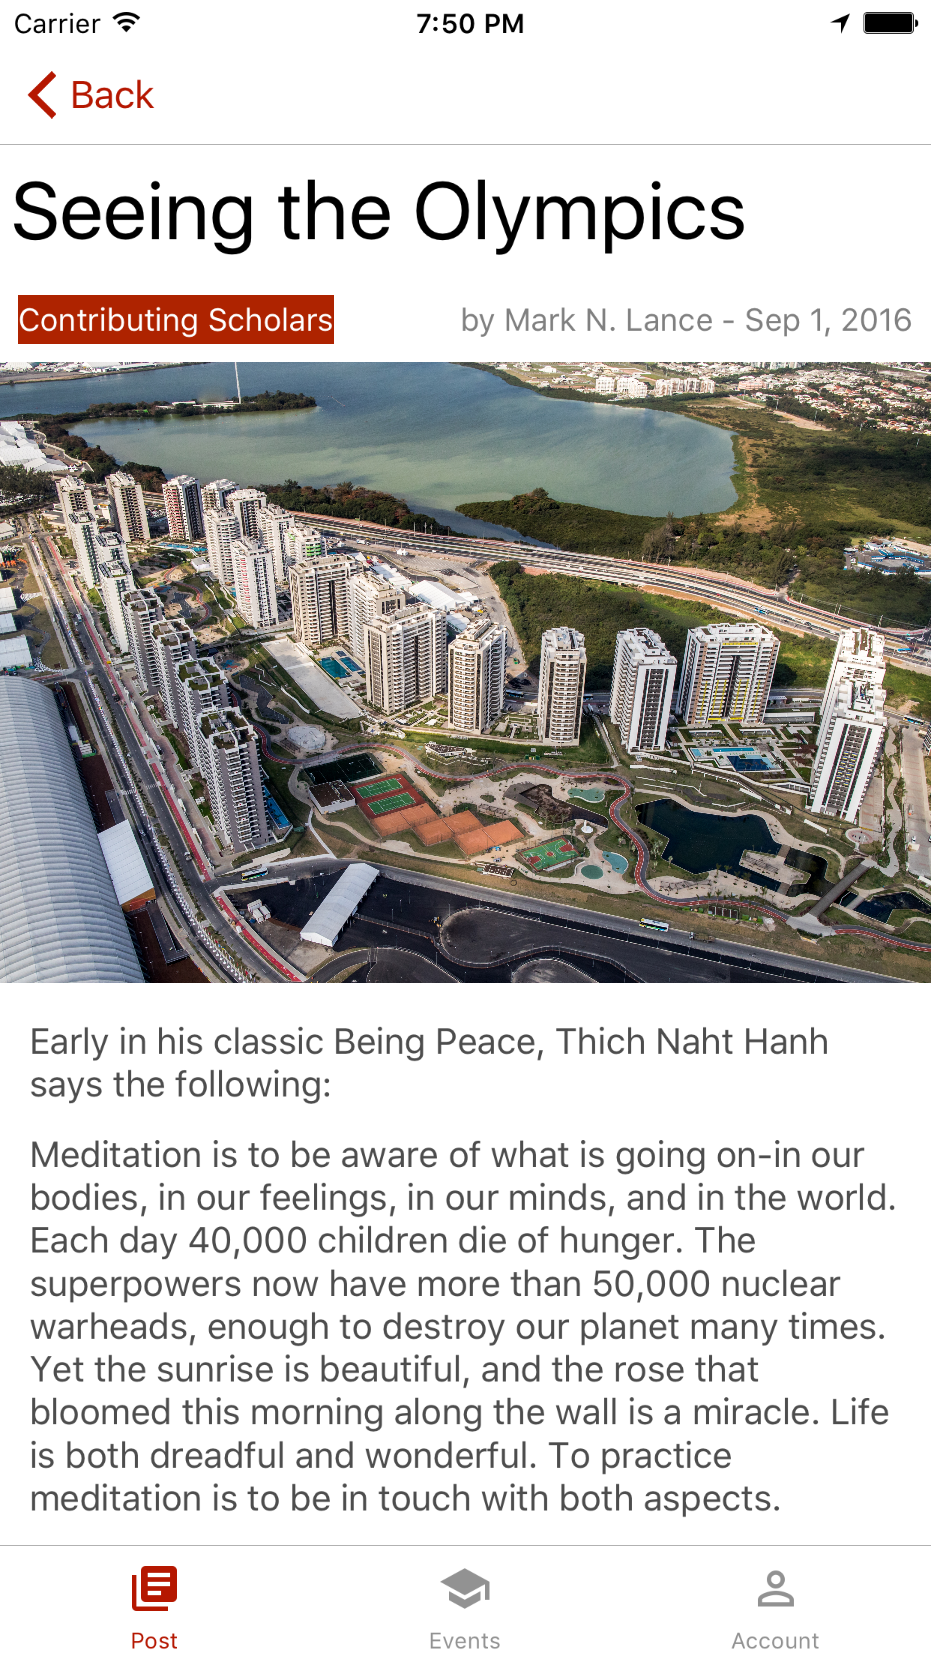 Carrier 7:50 PM
Back
Seeing the Olympics
Contributing Scholars by Mark N. Lance - Sep 1, 2016
Early in his classic Being Peace, Thich Naht Hanh
says the following:
Meditation is to be aware of what is going on-in our
bodies, in our feelings, in our minds, and in the world.
Each day 40,000 children die of hunger. The
superpowers now have more than 50,000 nuclear
warheads, enough to destroy our planet many times.
Yet the sunrise is beautiful, and the rose that
bloomed this morning along the wall is a miracle. Life
is both dreadful and wonderful. To practice
meditation is to be in touch with both aspects.
Post Events Account